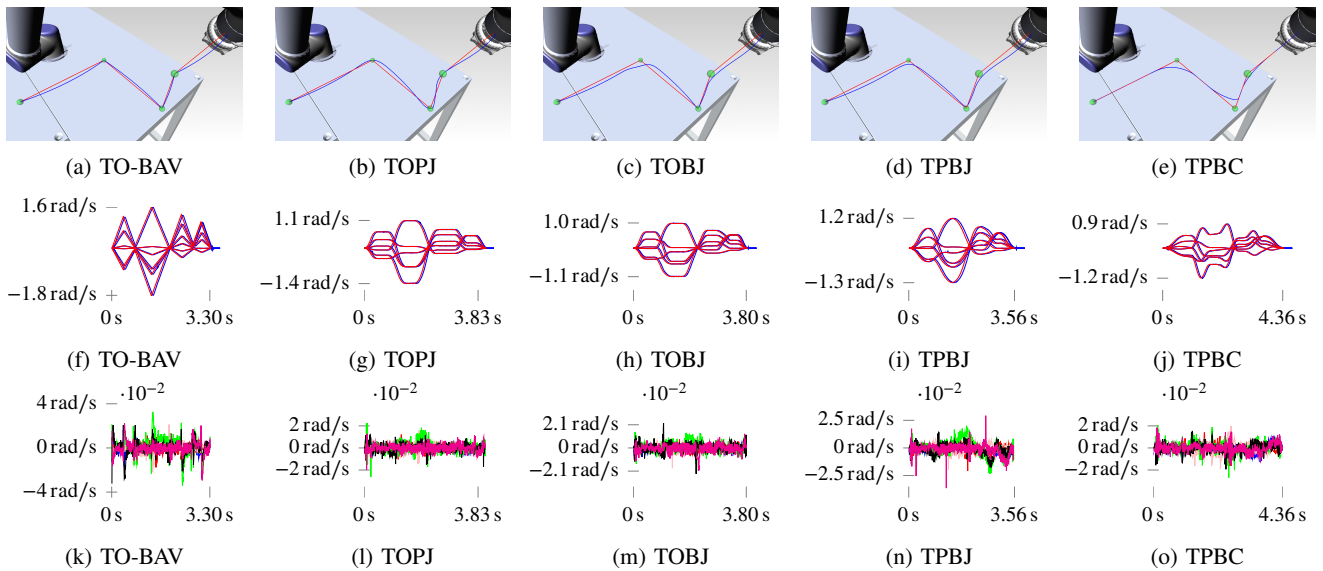 (a) TO-BAV (b) TOPJ (c) TOBJ (d) TPBJ (e) TPBC
1.6 rad/s 1.1 rad/s 1.0 rad/s 1.2 rad/s 0.9 rad/s
−1.8 rad/s −1.4 rad/s −1.1 rad/s −1.3 rad/s −1.2 rad/s
0 s 3.30 s 0 s 3.83 s 0 s 3.80 s 0 s 3.56 s 0 s 4.36 s
(f) TO-BAV (g) TOPJ (h) TOBJ (i) TPBJ (j) TPBC
·10⁻² ·10⁻² ·10⁻² ·10⁻² ·10⁻²
4 rad/s 2 rad/s 2.1 rad/s 2.5 rad/s 2 rad/s
0 rad/s 0 rad/s 0 rad/s 0 rad/s 0 rad/s
−4 rad/s −2 rad/s −2.1 rad/s −2.5 rad/s −2 rad/s
0 s 3.30 s 0 s 3.83 s 0 s 3.80 s 0 s 3.56 s 0 s 4.36 s
(k) TO-BAV (l) TOPJ (m) TOBJ (n) TPBJ (o) TPBC